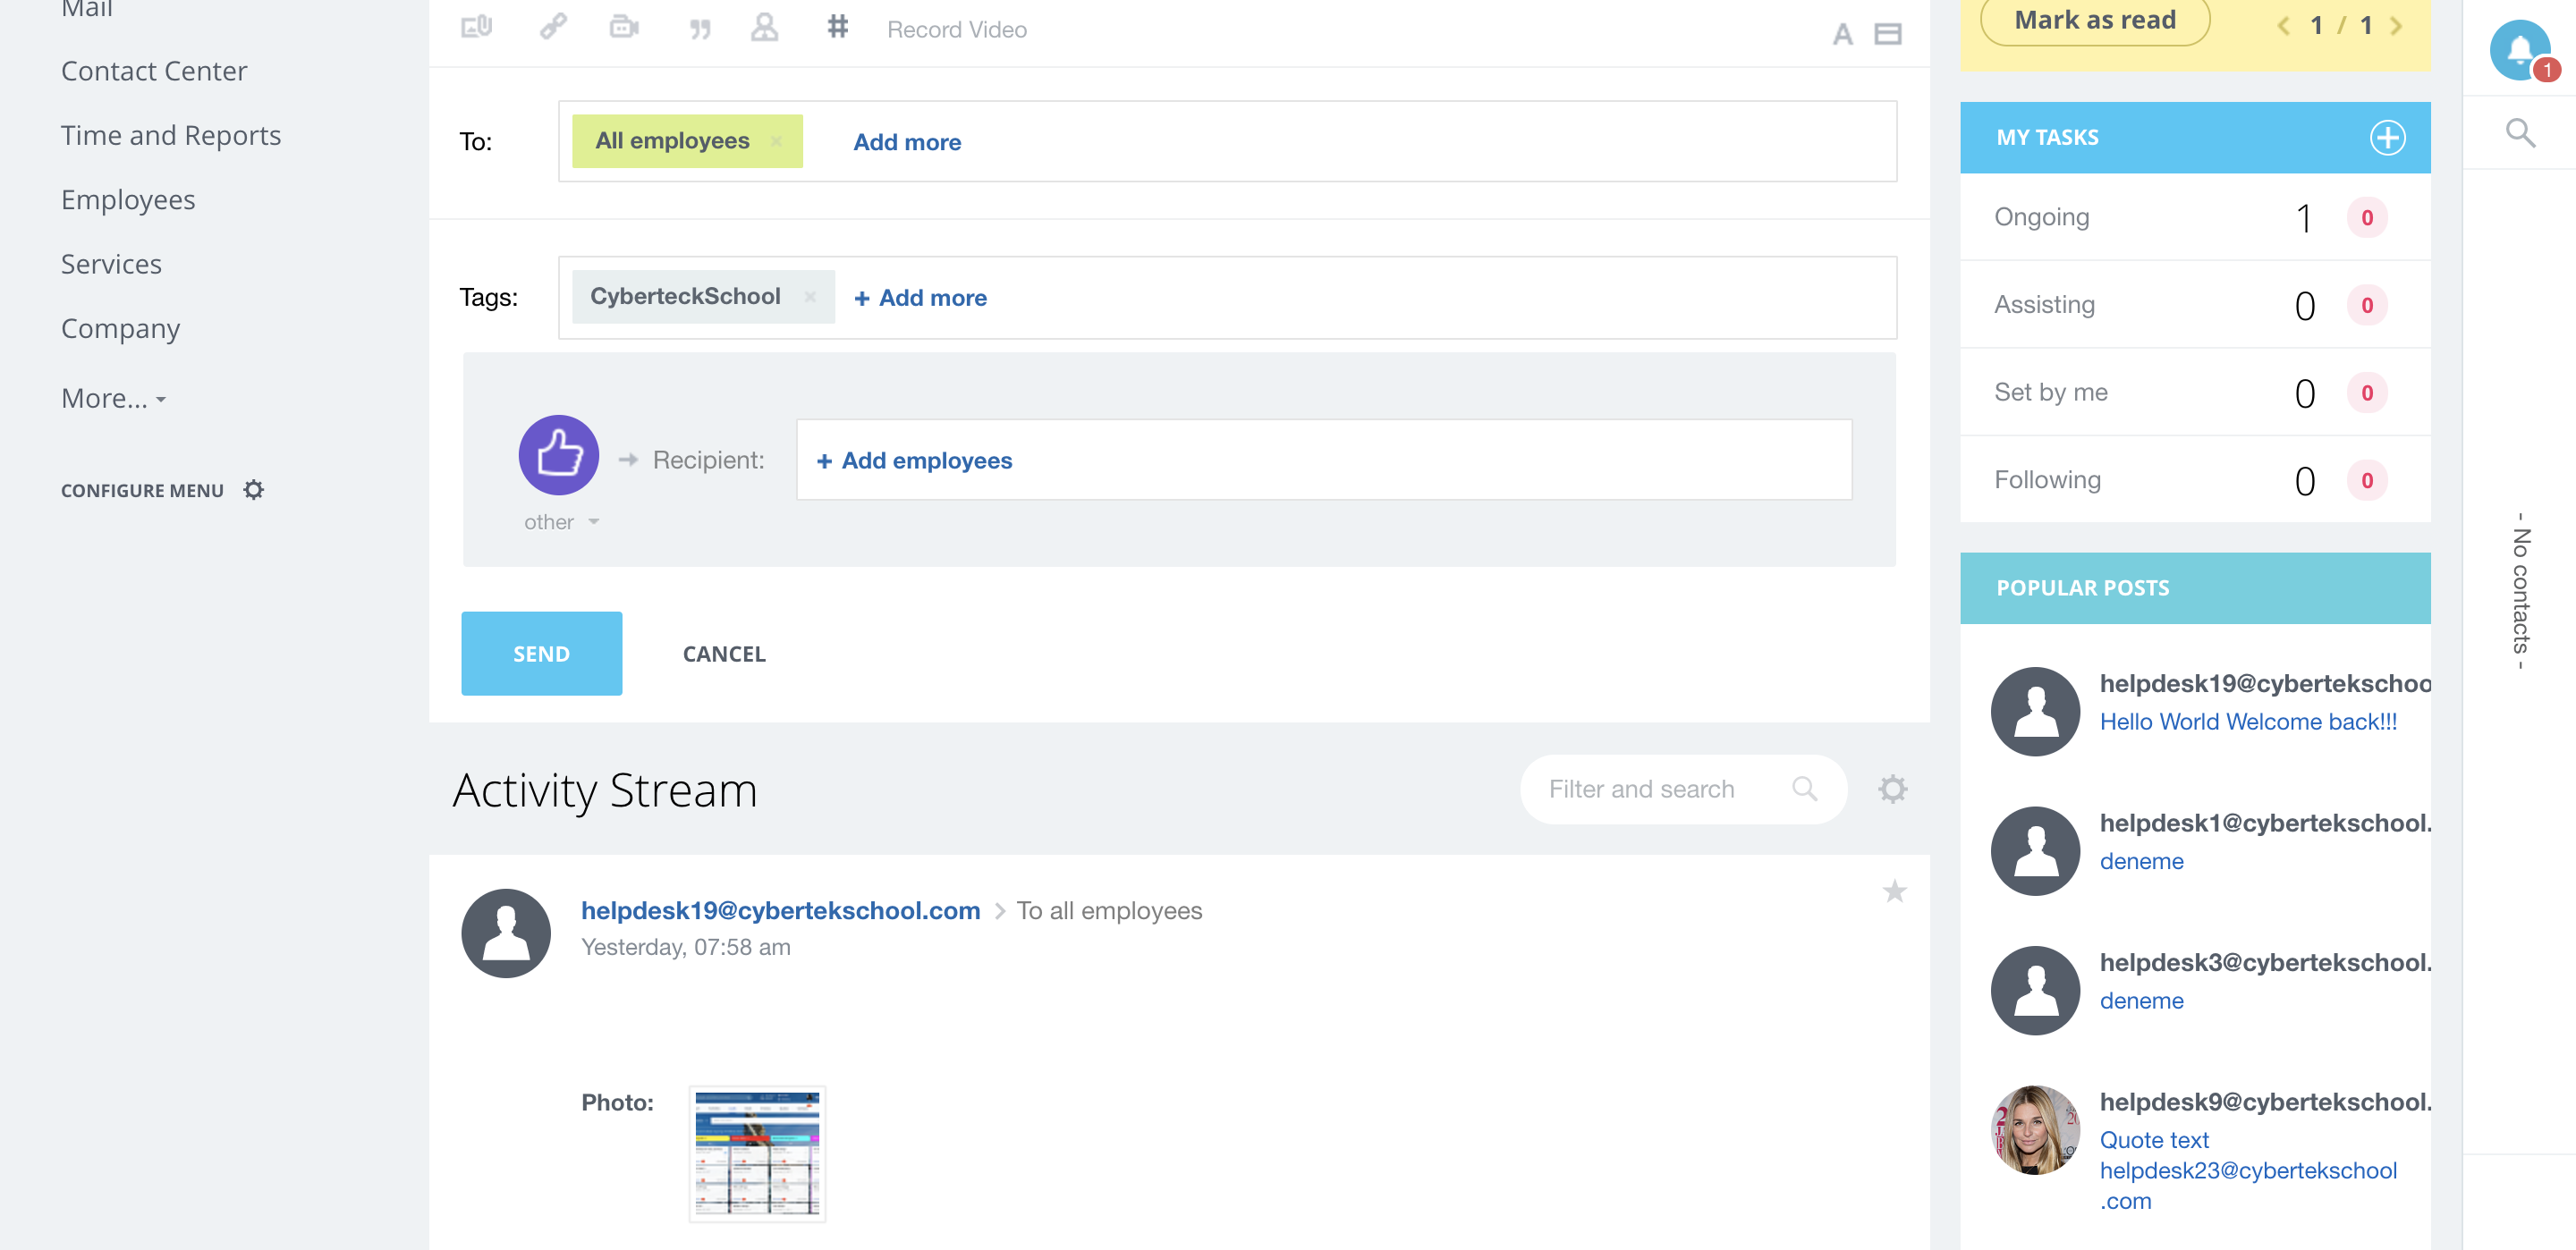 Mail
Contact Center
Time and Reports
Employees
Services
Company
More...
CONFIGURE MENU
Record Video
A
To:
All employees ×
Add more
Tags:
CyberteckSchool ×
+ Add more
Recipient:
+ Add employees
other
SEND
CANCEL
Activity Stream
Filter and search
helpdesk19@cybertekschool.com > To all employees
Yesterday, 07:58 am
Photo:
Mark as read
1 / 1
MY TASKS
Ongoing 1 0
Assisting 0 0
Set by me 0 0
Following 0 0
POPULAR POSTS
helpdesk19@cybertekschoo
Hello World Welcome back!!!
helpdesk1@cybertekschool.
deneme
helpdesk3@cybertekschool.
deneme
helpdesk9@cybertekschool.
Quote text
helpdesk23@cybertekschool
.com
1
- No contacts -